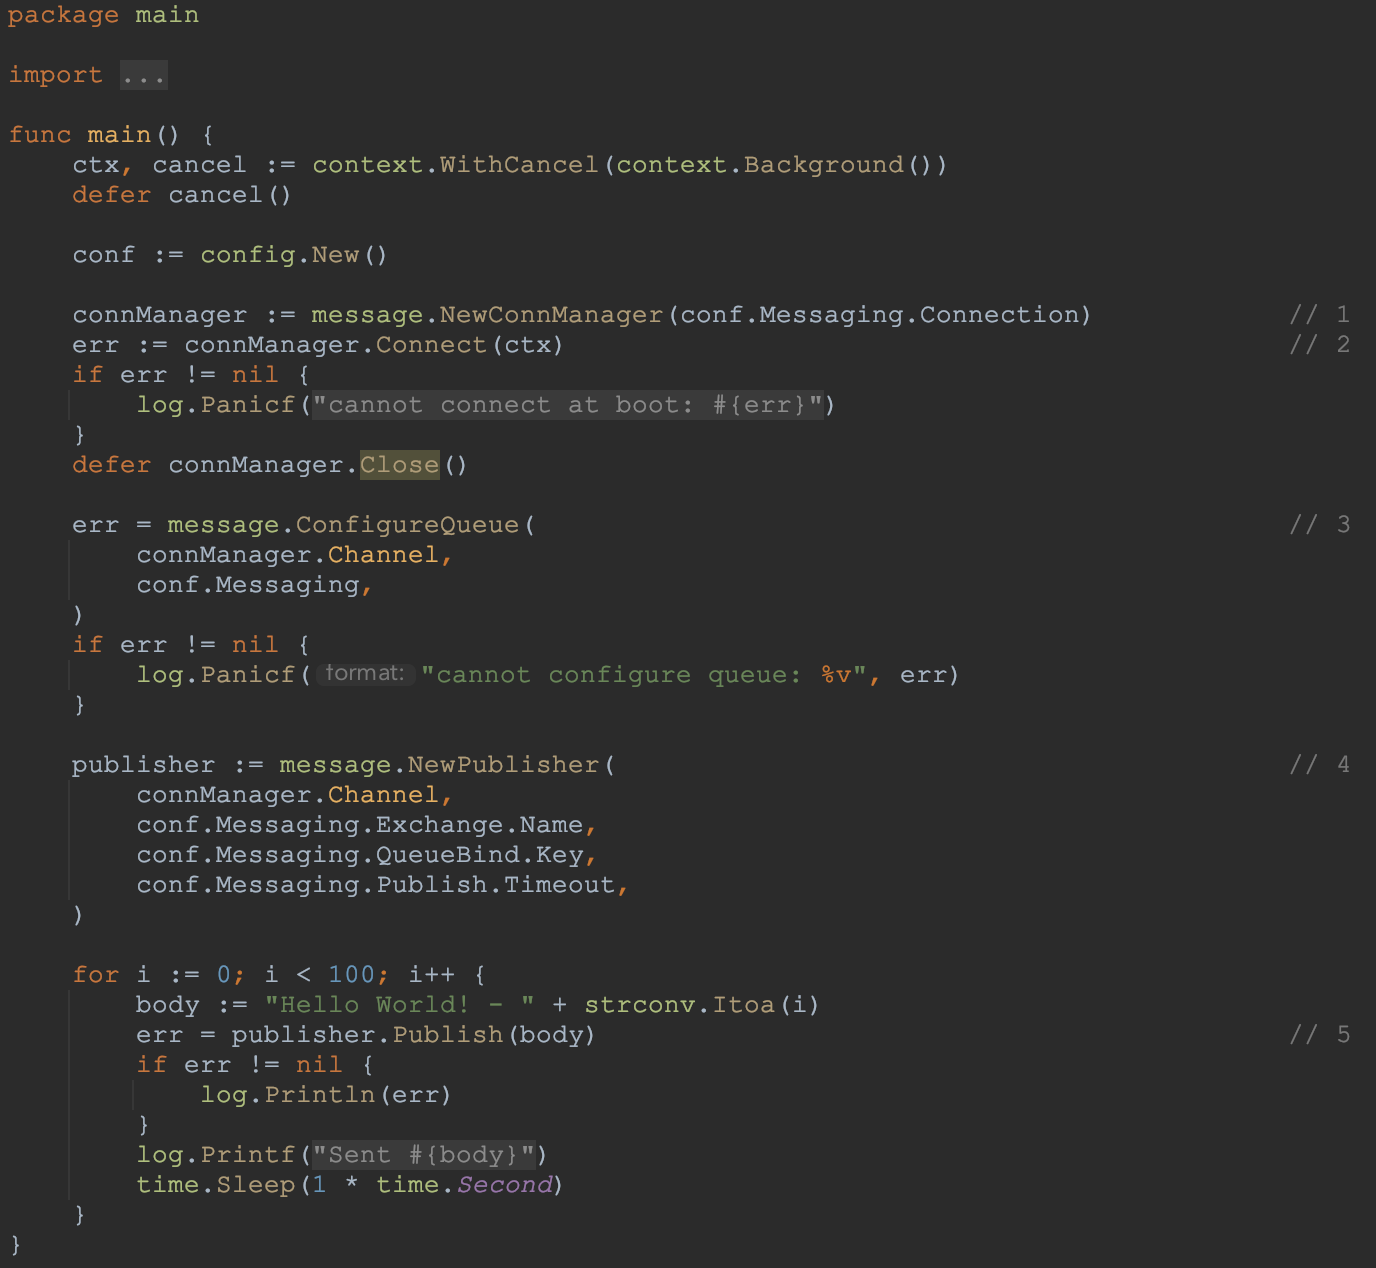 package main
import ...
func main() {
    ctx, cancel := context.WithCancel(context.Background())
    defer cancel()
    conf := config.New()
    connManager := message.NewConnManager(conf.Messaging.Connection) // 1
    err := connManager.Connect(ctx) // 2
    if err != nil {
        log.Panicf("cannot connect at boot: #{err}")
    }
    defer connManager.Close()
    err = message.ConfigureQueue( // 3
        connManager.Channel,
        conf.Messaging,
    )
    if err != nil {
        log.Panicf( format: "cannot configure queue: %v", err)
    }
    publisher := message.NewPublisher( // 4
        connManager.Channel,
        conf.Messaging.Exchange.Name,
        conf.Messaging.QueueBind.Key,
        conf.Messaging.Publish.Timeout,
    )
    for i := 0; i < 100; i++ {
        body := "Hello World! - " + strconv.Itoa(i)
        err = publisher.Publish(body) // 5
        if err != nil {
            log.Println(err)
        }
        log.Printf("Sent #{body}")
        time.Sleep(1 * time.Second)
    }
}